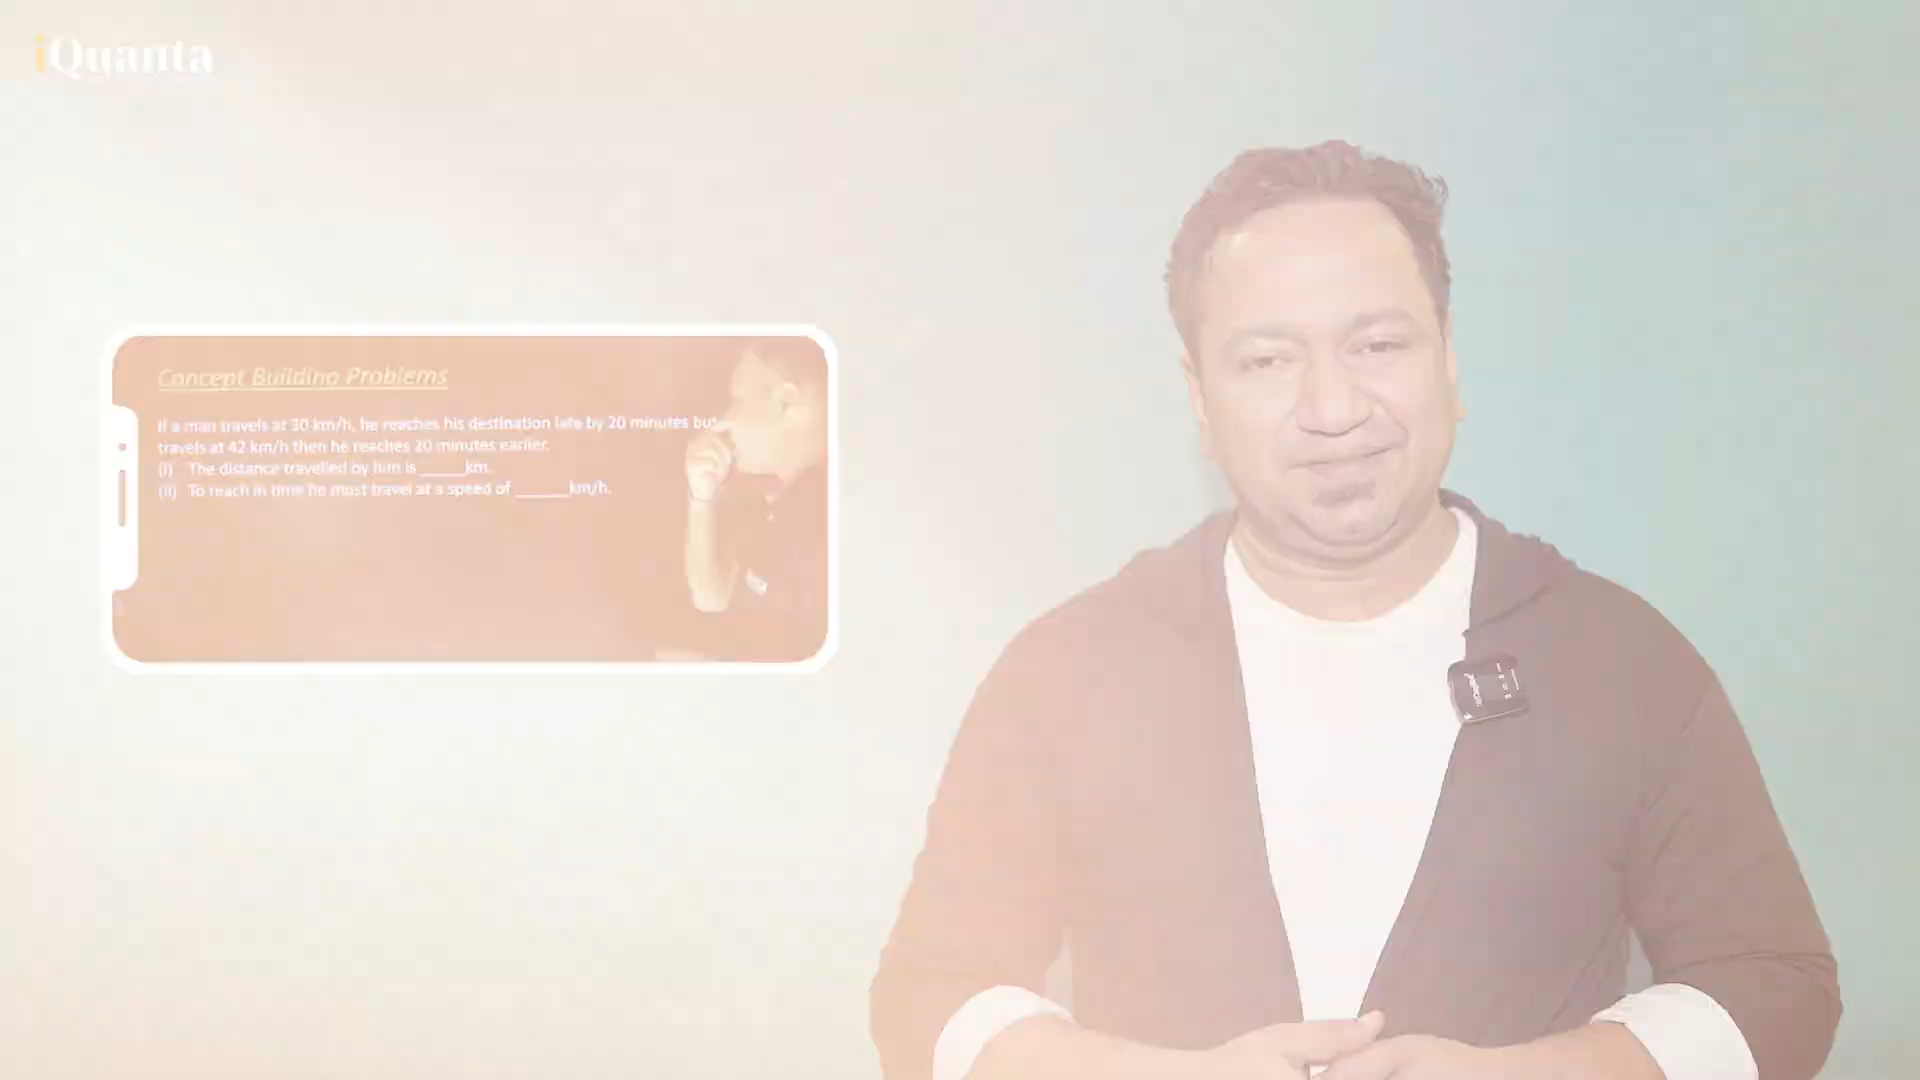 iQuanta
Concept Building Problems
If a man travels at 30 km/h, he reaches his destination late by 20 minutes but
travels at 42 km/h then he reaches 20 minutes earlier.
(i) The distance travelled by him is _____km.
(ii) To reach in time he must travel at a speed of ______km/h.